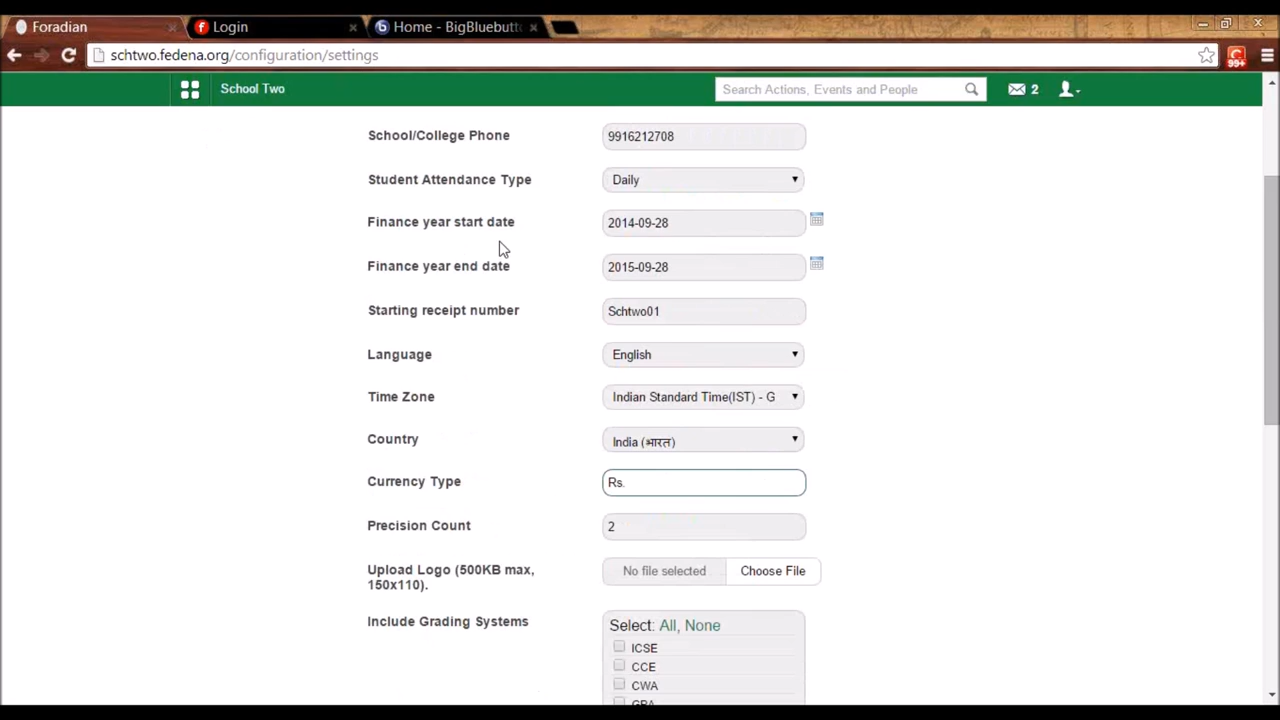 Foradian
Login
Home - BigBluebutt
schtwo.fedena.org/configuration/settings
99+
School Two
Search Actions, Events and People
2
School/College Phone
9916212708
Student Attendance Type
Daily
Finance year start date
2014-09-28
Finance year end date
2015-09-28
Starting receipt number
Schtwo01
Language
English
Time Zone
Indian Standard Time(IST) - G
Country
India (भारत)
Currency Type
Rs.
Precision Count
2
Upload Logo (500KB max,
150x110).
No file selected
Choose File
Include Grading Systems
Select: All, None
ICSE
CCE
CWA